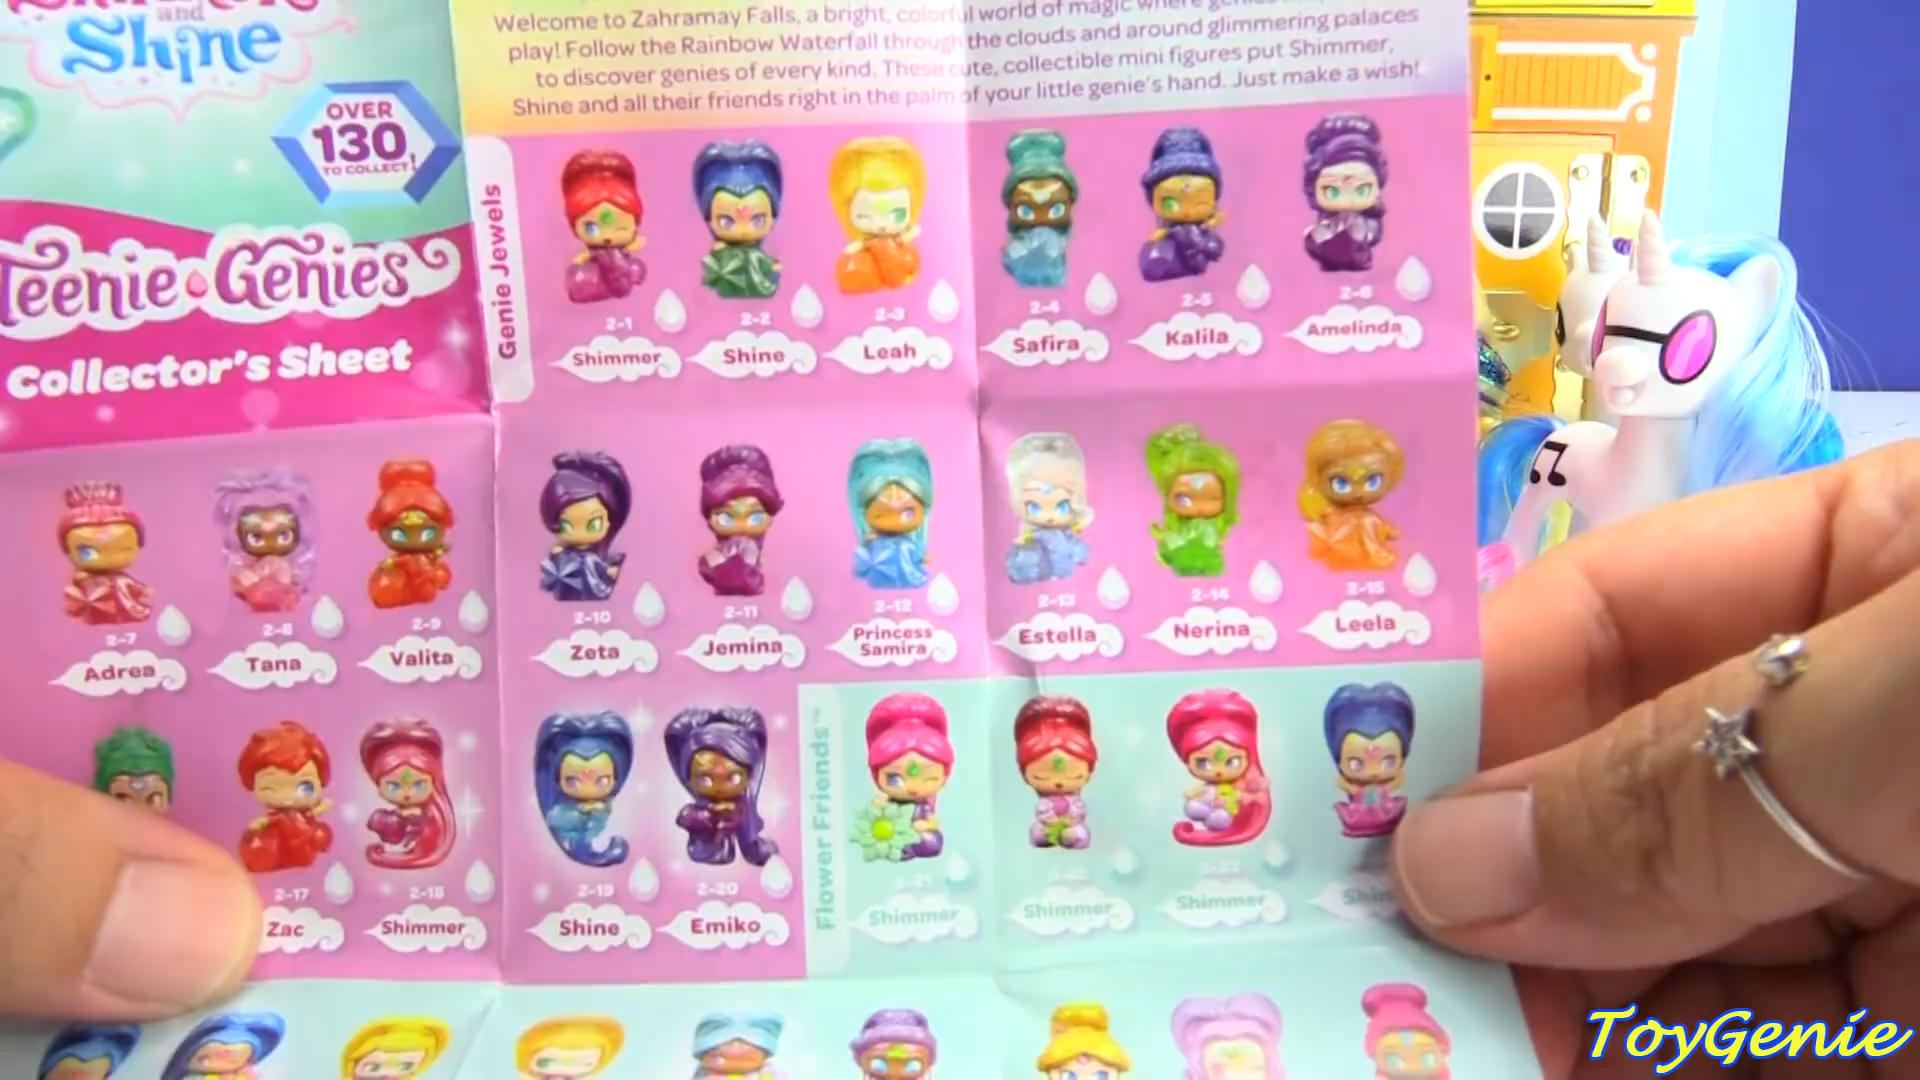 and
Shine
OVER
130
TO COLLECT!
Teenie Genies
Collector's Sheet
Welcome to Zahramay Falls, a bright, colorful world of magic where
play! Follow the Rainbow Waterfall through the clouds and around glimmering palaces
to discover genies of every kind. These cute, collectible mini figures put Shimmer,
Shine and all their friends right in the palm of your little genie's hand. Just make a wish!
Genie Jewels
2-1
Shimmer
2-2
Shine
2-3
Leah
2-4
Safira
2-5
Kalila
2-6
Amelinda
2-7
Adrea
2-8
Tana
2-9
Valita
2-10
Zeta
2-11
Jemina
2-12
Princess
Samira
2-13
Estella
2-14
Nerina
2-15
Leela
2-17
Zac
2-18
Shimmer
2-19
Shine
2-20
Emiko
Flower Friends™
Shimmer
Shimmer
Shimmer
ToyGenie